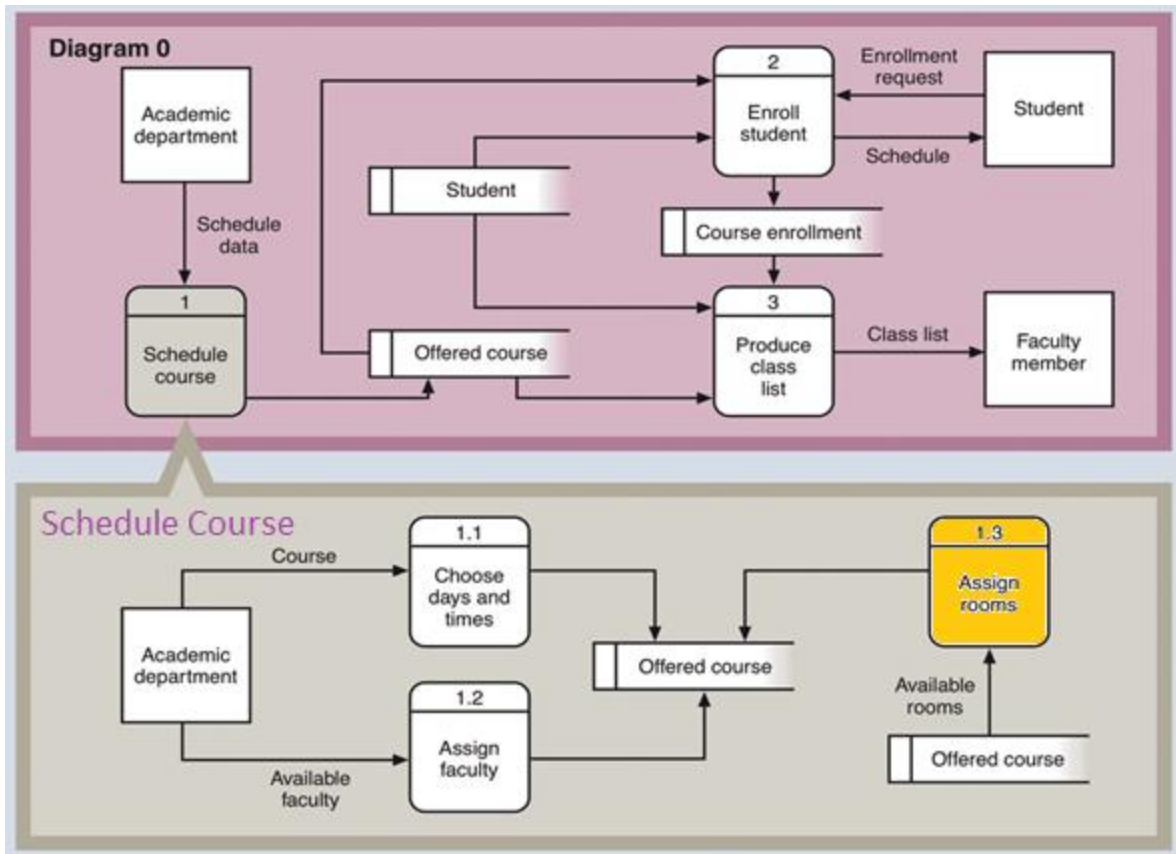 Diagram 0
Academic
department
Schedule
data
1
Schedule
course
Student
Offered course
2
Enroll
student
Enrollment
request
Student
Schedule
Course enrollment
3
Produce
class
list
Class list
Faculty
member
Schedule Course
Academic
department
Course
1.1
Choose
days and
times
Available
faculty
1.2
Assign
faculty
Offered course
1.3
Assign
rooms
Available
rooms
Offered course